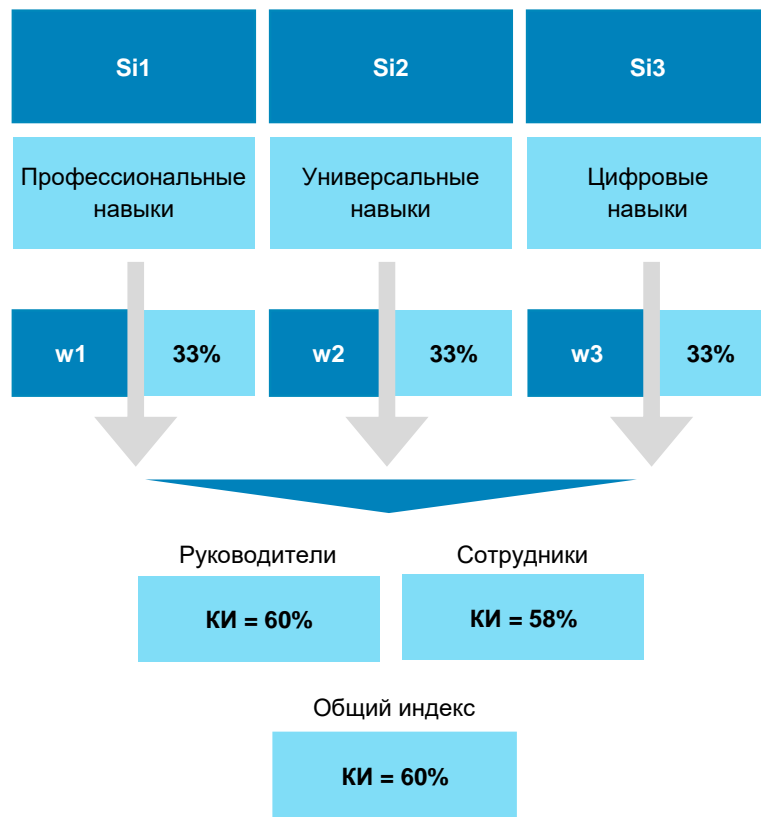 Si1
Si2
Si3
Профессиональные
навыки
Универсальные
навыки
Цифровые
навыки
w1
33%
w2
33%
w3
33%
Руководители
Сотрудники
КИ = 60%
КИ = 58%
Общий индекс
КИ = 60%